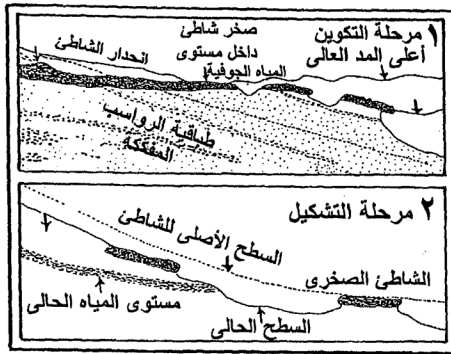 ١ مرحلة التكوين
أعلى المد العالى
صخر شاطئ
داخل مستوى
المياه الجوفية
انحدار الشاطئ
طباقية الرواسب
المفككة
٢ مرحلة التشكيل
السطح الأصلى للشاطئ
الشاطئ الصخرى
مستوى المياه الحالى
السطح الحالى